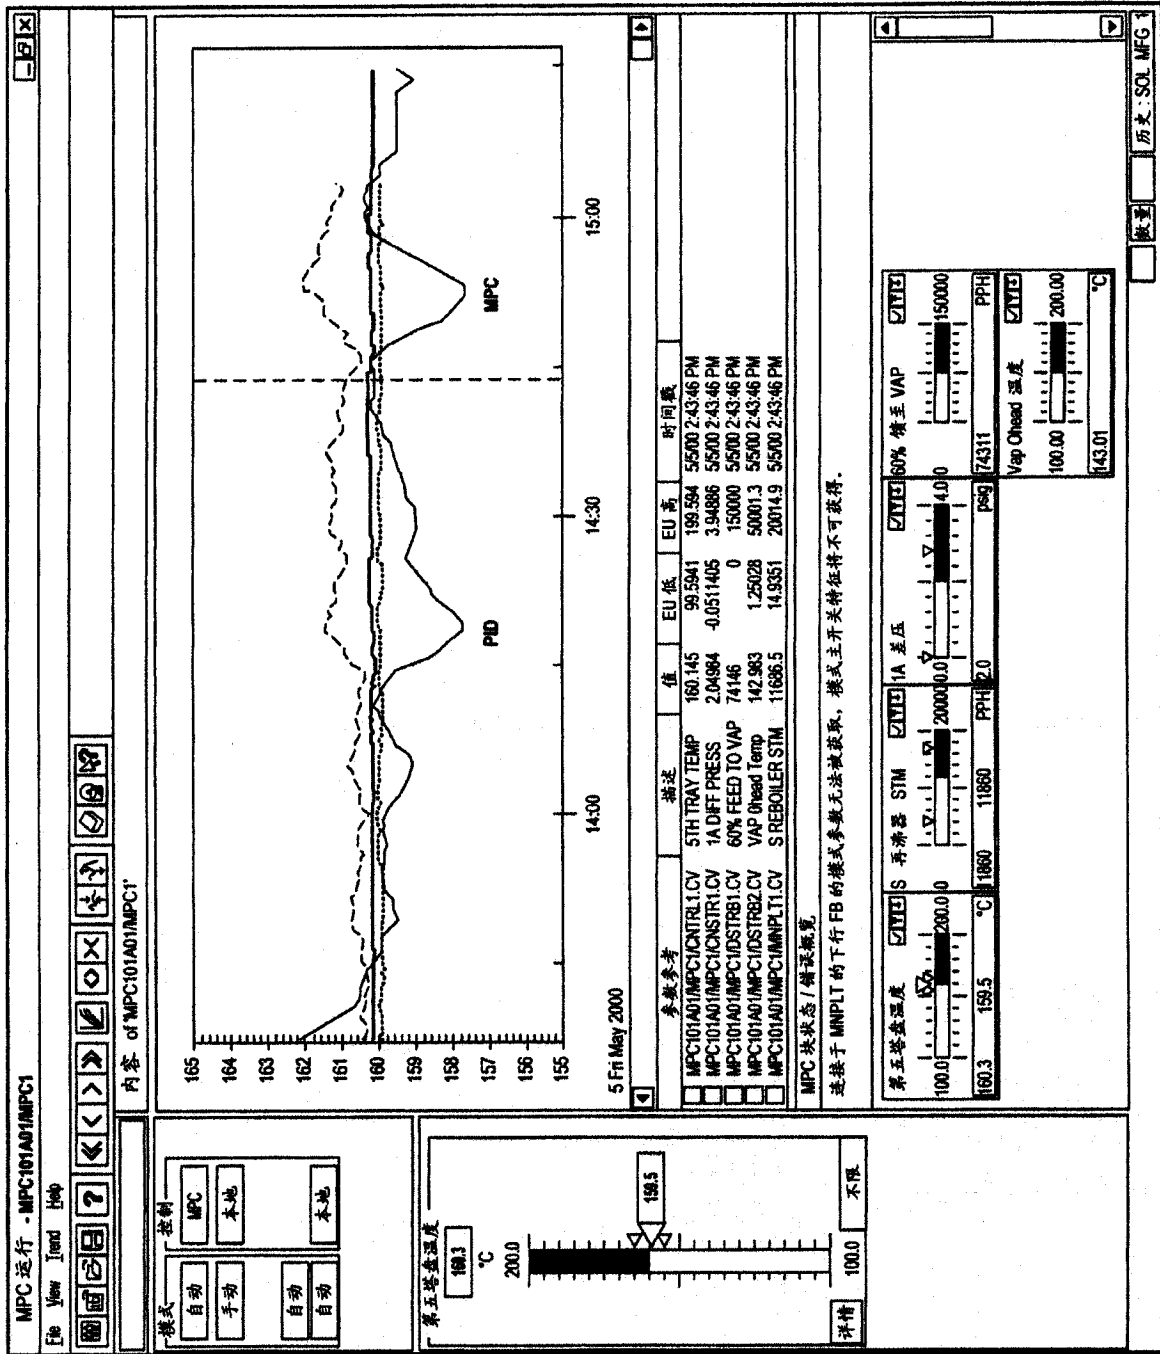 MPC 运行 - MPC101A01/MPC1
File View Trend Help
?
内容 of 'MPC101A01/MPC1'
模式
控制
自动
MPC
手动
本地
自动
自动
本地
第五塔盘温度
160.3
°C
200.0
159.5
100.0
详情
不限
165
164
163
162
161
160
159
158
157
156
155
PID
MPC
14:00
14:30
15:00
5 Fri May 2000
参数参考 描述 值 EU 低 EU 高 时间戳
MPC101A01/MPC1/CNTRL1.CV 5TH TRAY TEMP 160.145 99.5941 199.594 5/5/00 2:43:46 PM
MPC101A01/MPC1/CNSTR1.CV 1A DIFF PRESS 2.04984 -0.0511405 3.94886 5/5/00 2:43:46 PM
MPC101A01/MPC1/DSTRB1.CV 60% FEED TO VAP 74146 0 150000 5/5/00 2:43:46 PM
MPC101A01/MPC1/DSTRB2.CV VAP 0head Temp 142.983 1.25028 50001.3 5/5/00 2:43:46 PM
MPC101A01/MPC1/MNPLT1.CV S REBOILER STM 11686.5 14.9351 20014.9 5/5/00 2:43:46 PM
MPC 块状态 / 错误概览
连接于 MNPLT 的下行 FB 的模式参数无法被获取，模式主开关特征将不可获得.
第五塔盘温度
100.0 200.0
160.3 159.5 °C
S 再沸器 STM
0 20000
11860 11860 PPH
1A 差压
0.0 4.0
2.0 psig
60% 馈至 VAP
0 150000
74311 PPH
Vap Ohead 温度
100.00 200.00
143.01 °C
数量
历史 : SOL MFG 1